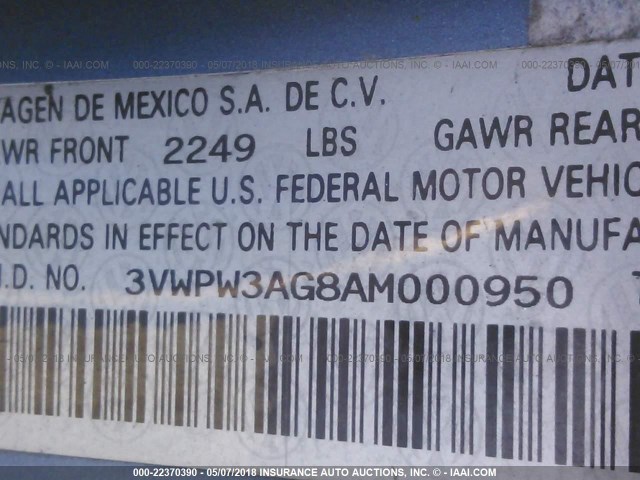 AGEN DE MEXICO S.A. DE C.V. DAT
WR FRONT 2249 LBS GAWR REAR
ALL APPLICABLE U.S. FEDERAL MOTOR VEHIC
NDARDS IN EFFECT ON THE DATE OF MANUFA
.D. NO. 3VWPW3AG8AM000950
000-22370390 - 05/07/2018 INSURANCE AUTO AUCTIONS, INC. - © - IAAI.COM